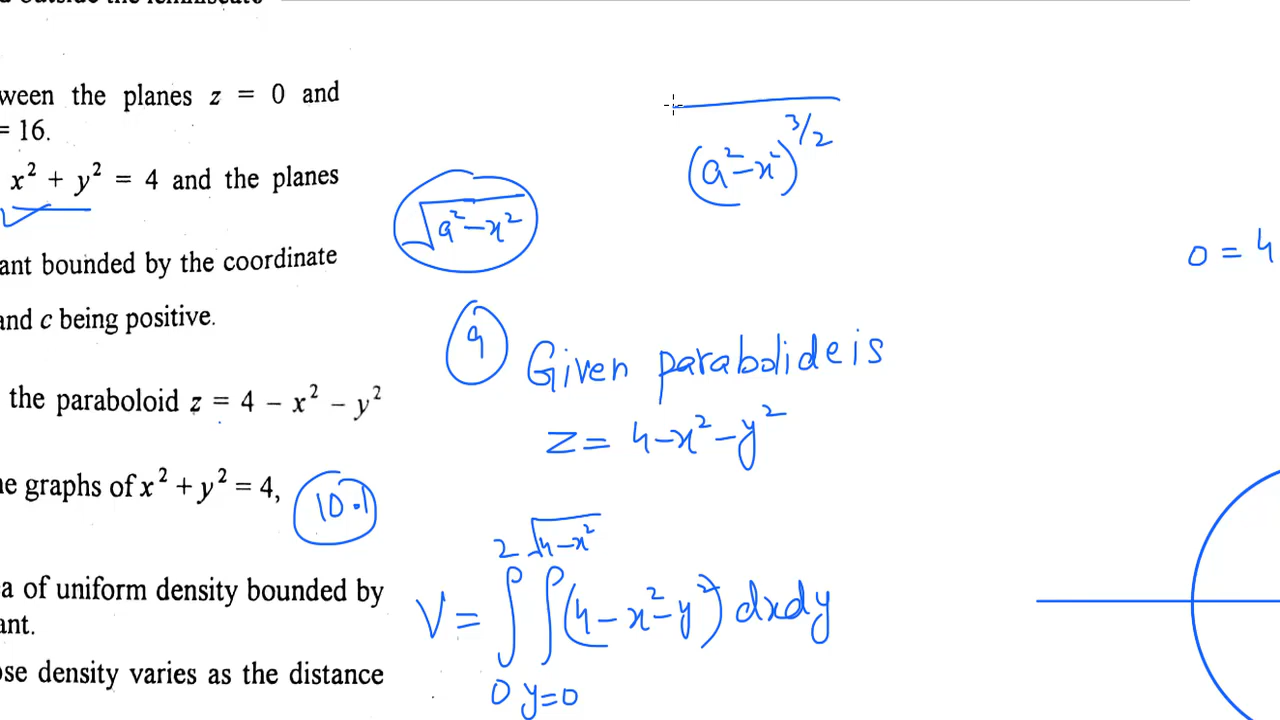 ween the planes z = 0 and
= 16.
x² + y² = 4 and the planes
ant bounded by the coordinate
and c being positive.
the paraboloid z = 4 − x² − y²
he graphs of x² + y² = 4,
10.1
a of uniform density bounded by
ant.
ose density varies as the distance
(a²−x²)^3/2
√a²−x²
0 = 4
9 Given parabolide is
z = 4−x²−y²
V = ∫₀² ∫_{y=0}^{√4−x²} (4−x²−y²) dxdy